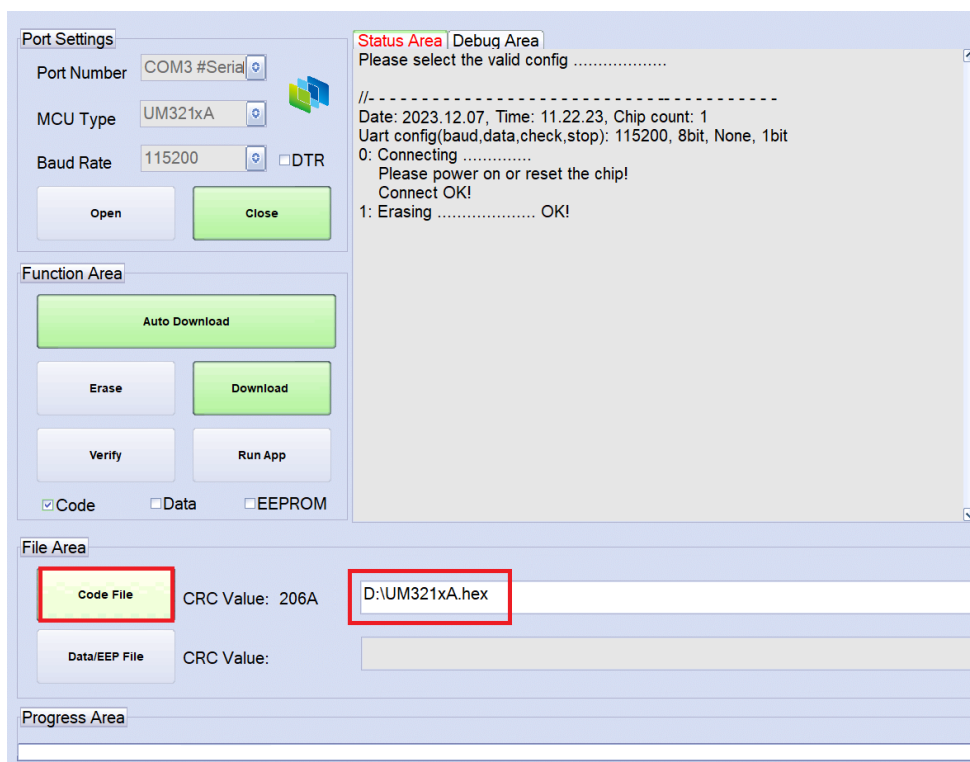 Port Settings
Port Number COM3 #Serial
MCU Type UM321xA
Baud Rate 115200 DTR
Open Close
Function Area
Auto Download
Erase Download
Verify Run App
Code Data EEPROM
Status Area Debug Area
Please select the valid config ...................
//- - - - - - - - - - - - - - - - - - - - - - - - - - - - -- - - - - - - - - - -
Date: 2023.12.07, Time: 11.22.23, Chip count: 1
Uart config(baud,data,check,stop): 115200, 8bit, None, 1bit
0: Connecting ..............
Please power on or reset the chip!
Connect OK!
1: Erasing .................... OK!
File Area
Code File CRC Value: 206A D:\UM321xA.hex
Data/EEP File CRC Value:
Progress Area